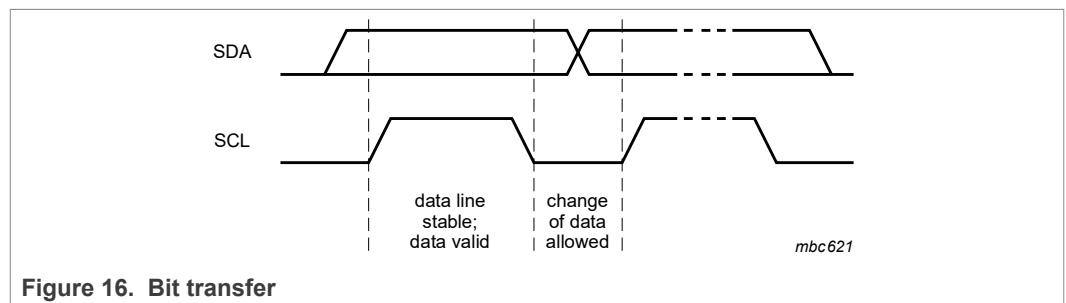 SDA
SCL
data line
stable;
data valid
change
of data
allowed
mbc621
Figure 16. Bit transfer